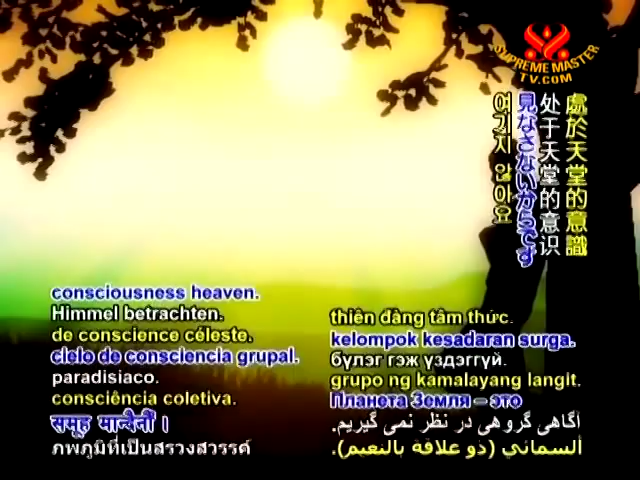 SUPREME MASTER
TV.COM
處於天堂的意識
处于天堂的意识
見なさないからです
여기지 않아요
consciousness heaven.
Himmel betrachten.
de conscience céleste.
cielo de consciencia grupal.
paradisiaco.
consciência coletiva.
ภพภูมิที่เป็นสรวงสวรรค์
thiên đàng tâm thức.
kelompok kesadaran surga.
бүлэг гэж үздэггүй.
grupo ng kamalayang langit.
Планета Земля – это
آگاهی گروهی در نظر نمی گیریم.
السمائي (ذو علاقة بالنعيم).